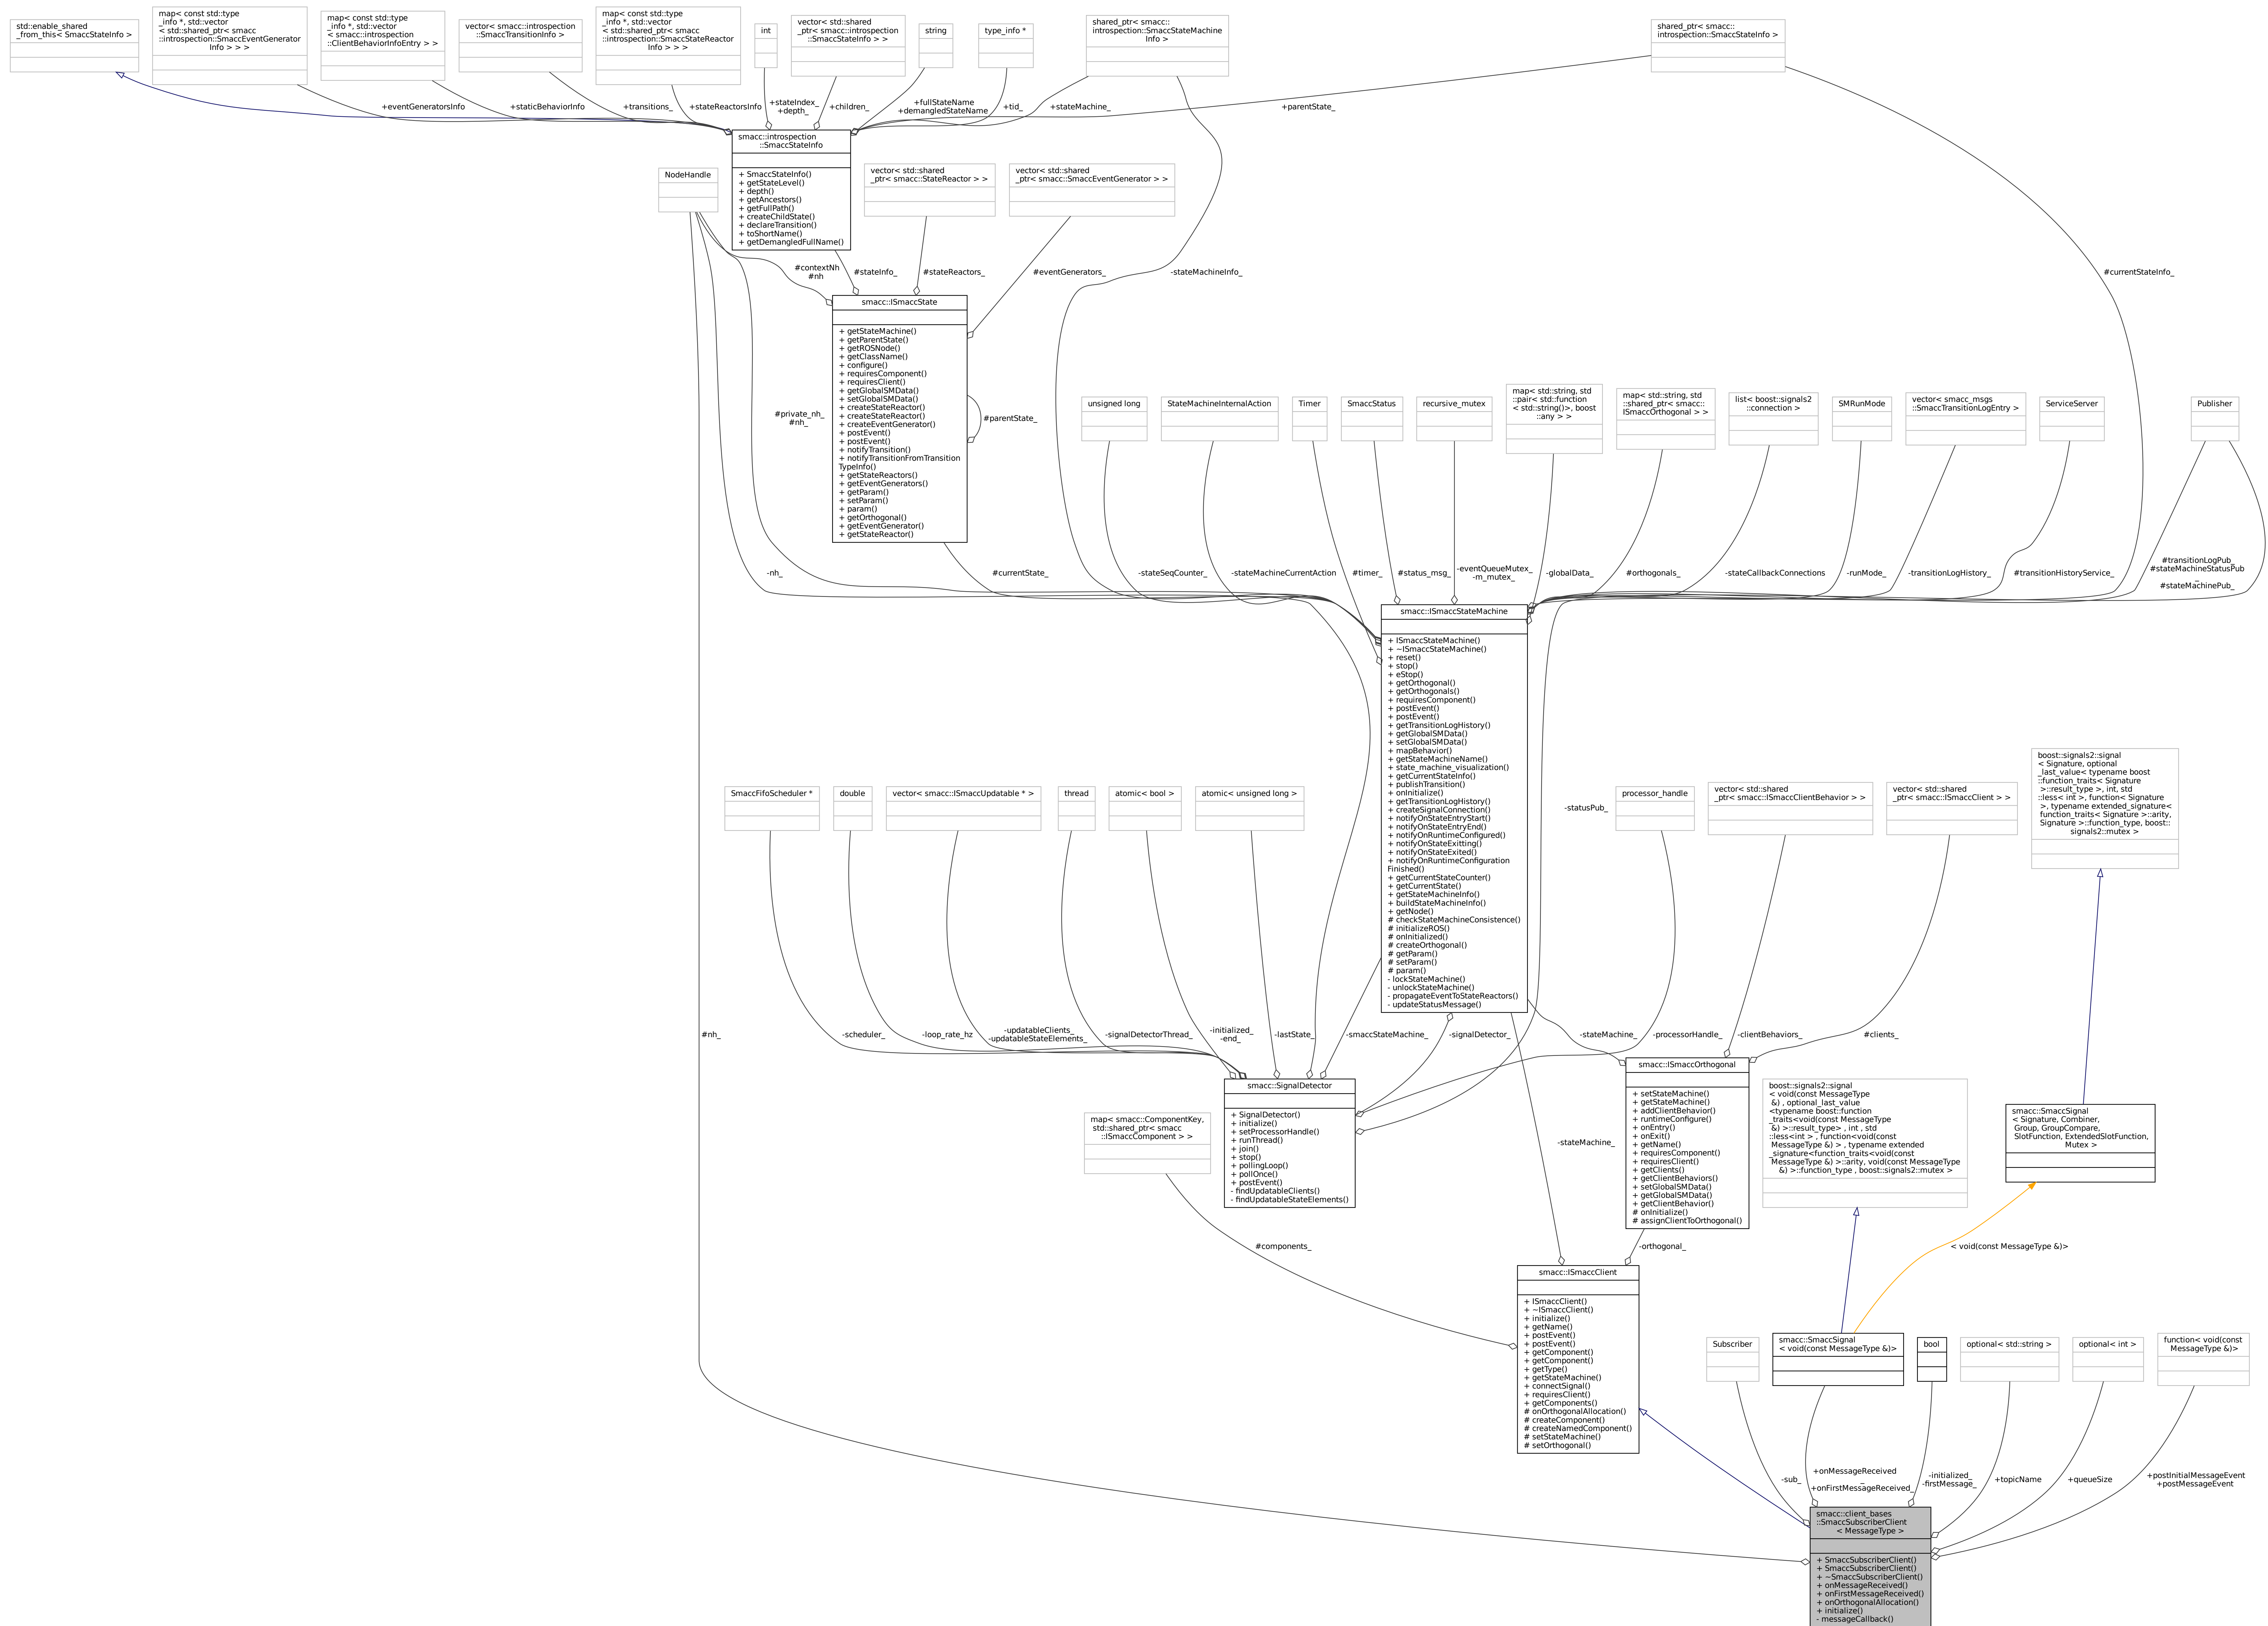 std::enable_shared
_from_this< SmaccStateInfo >
map< const std::type
_info *, std::vector
< std::shared_ptr< smacc
::introspection::SmaccEventGenerator
Info > > >
map< const std::type
_info *, std::vector
< smacc::introspection
::ClientBehaviorInfoEntry > >
vector< smacc::introspection
::SmaccTransitionInfo >
map< const std::type
_info *, std::vector
< std::shared_ptr< smacc
::introspection::SmaccStateReactor
Info > > >
int
vector< std::shared
_ptr< smacc::introspection
::SmaccStateInfo > >
string
type_info *
shared_ptr< smacc::
introspection::SmaccStateMachine
Info >
shared_ptr< smacc::
introspection::SmaccStateInfo >
+eventGeneratorsInfo
+staticBehaviorInfo
+transitions_
+stateReactorsInfo
+stateIndex_
+depth_
+children_
+fullStateName
+demangledStateName
+tid_
+stateMachine_
+parentState_
smacc::introspection
::SmaccStateInfo
+ SmaccStateInfo()
+ getStateLevel()
+ depth()
+ getAncestors()
+ getFullPath()
+ createChildState()
+ declareTransition()
+ toShortName()
+ getDemangledFullName()
NodeHandle
vector< std::shared
_ptr< smacc::StateReactor > >
vector< std::shared
_ptr< smacc::SmaccEventGenerator > >
#contextNh
#nh
#stateInfo_
#stateReactors_
#eventGenerators_
-stateMachineInfo_
#currentStateInfo_
smacc::ISmaccState
+ getStateMachine()
+ getParentState()
+ getROSNode()
+ getClassName()
+ configure()
+ requiresComponent()
+ requiresClient()
+ getGlobalSMData()
+ setGlobalSMData()
+ createStateReactor()
+ createStateReactor()
+ createEventGenerator()
+ postEvent()
+ postEvent()
+ notifyTransition()
+ notifyTransitionFromTransition
TypeInfo()
+ getStateReactors()
+ getEventGenerators()
+ getParam()
+ setParam()
+ param()
+ getOrthogonal()
+ getEventGenerator()
+ getStateReactor()
#private_nh_
#nh_
#parentState_
unsigned long
StateMachineInternalAction
Timer
SmaccStatus
recursive_mutex
map< std::string, std
::pair< std::function
< std::string()>, boost
::any > >
map< std::string, std
::shared_ptr< smacc::
ISmaccOrthogonal > >
list< boost::signals2
::connection >
SMRunMode
vector< smacc_msgs
::SmaccTransitionLogEntry >
ServiceServer
Publisher
-nh_
#currentState_
-stateSeqCounter_
-stateMachineCurrentAction
#timer_
#status_msg_
-eventQueueMutex_
-m_mutex_
-globalData_
#orthogonals_
-stateCallbackConnections
-runMode_
-transitionLogHistory_
#transitionHistoryService_
#transitionLogPub_
#stateMachineStatusPub
_
#stateMachinePub_
smacc::ISmaccStateMachine
+ ISmaccStateMachine()
+ ~ISmaccStateMachine()
+ reset()
+ stop()
+ eStop()
+ getOrthogonal()
+ getOrthogonals()
+ requiresComponent()
+ postEvent()
+ postEvent()
+ getTransitionLogHistory()
+ getGlobalSMData()
+ setGlobalSMData()
+ mapBehavior()
+ getStateMachineName()
+ state_machine_visualization()
+ getCurrentStateInfo()
+ publishTransition()
+ onInitialize()
+ getTransitionLogHistory()
+ createSignalConnection()
+ notifyOnStateEntryStart()
+ notifyOnStateEntryEnd()
+ notifyOnRuntimeConfigured()
+ notifyOnStateExitting()
+ notifyOnStateExited()
+ notifyOnRuntimeConfiguration
Finished()
+ getCurrentStateCounter()
+ getCurrentState()
+ getStateMachineInfo()
+ buildStateMachineInfo()
+ getNode()
# checkStateMachineConsistence()
# initializeROS()
# onInitialized()
# createOrthogonal()
# getParam()
# setParam()
# param()
- lockStateMachine()
- unlockStateMachine()
- propagateEventToStateReactors()
- updateStatusMessage()
SmaccFifoScheduler *
double
vector< smacc::ISmaccUpdatable * >
thread
atomic< bool >
atomic< unsigned long >
-statusPub_
processor_handle
vector< std::shared
_ptr< smacc::ISmaccClientBehavior > >
vector< std::shared
_ptr< smacc::ISmaccClient > >
boost::signals2::signal
< Signature, optional
_last_value< typename boost
::function_traits< Signature
>::result_type >, int, std
::less< int >, function< Signature
>, typename extended_signature<
function_traits< Signature >::arity,
Signature >::function_type, boost::
signals2::mutex >
#nh_
-scheduler_
-loop_rate_hz
-updatableClients_
-updatableStateElements_
-signalDetectorThread_
-initialized_
-end_
-lastState_
-smaccStateMachine_
-signalDetector_
-stateMachine_
-processorHandle_
-clientBehaviors_
#clients_
smacc::SignalDetector
+ SignalDetector()
+ initialize()
+ setProcessorHandle()
+ runThread()
+ join()
+ stop()
+ pollingLoop()
+ pollOnce()
+ postEvent()
- findUpdatableClients()
- findUpdatableStateElements()
map< smacc::ComponentKey,
std::shared_ptr< smacc
::ISmaccComponent > >
-stateMachine_
smacc::ISmaccOrthogonal
+ setStateMachine()
+ getStateMachine()
+ addClientBehavior()
+ runtimeConfigure()
+ onEntry()
+ onExit()
+ getName()
+ requiresComponent()
+ requiresClient()
+ getClients()
+ getClientBehaviors()
+ setGlobalSMData()
+ getGlobalSMData()
+ getClientBehavior()
# onInitialize()
# assignClientToOrthogonal()
boost::signals2::signal
< void(const MessageType
&) , optional_last_value
<typename boost::function
_traits<void(const MessageType
&) >::result_type> , int , std
::less<int > , function<void(const
MessageType &) > , typename extended
_signature<function_traits<void(const
MessageType &) >::arity, void(const MessageType
&) >::function_type , boost::signals2::mutex >
smacc::SmaccSignal
< Signature, Combiner,
Group, GroupCompare,
SlotFunction, ExtendedSlotFunction,
Mutex >
#components_
-orthogonal_
< void(const MessageType &)>
smacc::ISmaccClient
+ ISmaccClient()
+ ~ISmaccClient()
+ initialize()
+ getName()
+ postEvent()
+ postEvent()
+ getComponent()
+ getComponent()
+ getType()
+ getStateMachine()
+ connectSignal()
+ requiresClient()
+ getComponents()
# onOrthogonalAllocation()
# createComponent()
# createNamedComponent()
# setStateMachine()
# setOrthogonal()
Subscriber
smacc::SmaccSignal
< void(const MessageType &)>
bool
optional< std::string >
optional< int >
function< void(const
MessageType &)>
-sub_
+onMessageReceived
_
+onFirstMessageReceived_
-initialized_
-firstMessage_
+topicName
+queueSize
+postInitialMessageEvent
+postMessageEvent
smacc::client_bases
::SmaccSubscriberClient
< MessageType >
+ SmaccSubscriberClient()
+ SmaccSubscriberClient()
+ ~SmaccSubscriberClient()
+ onMessageReceived()
+ onFirstMessageReceived()
+ onOrthogonalAllocation()
+ initialize()
- messageCallback()